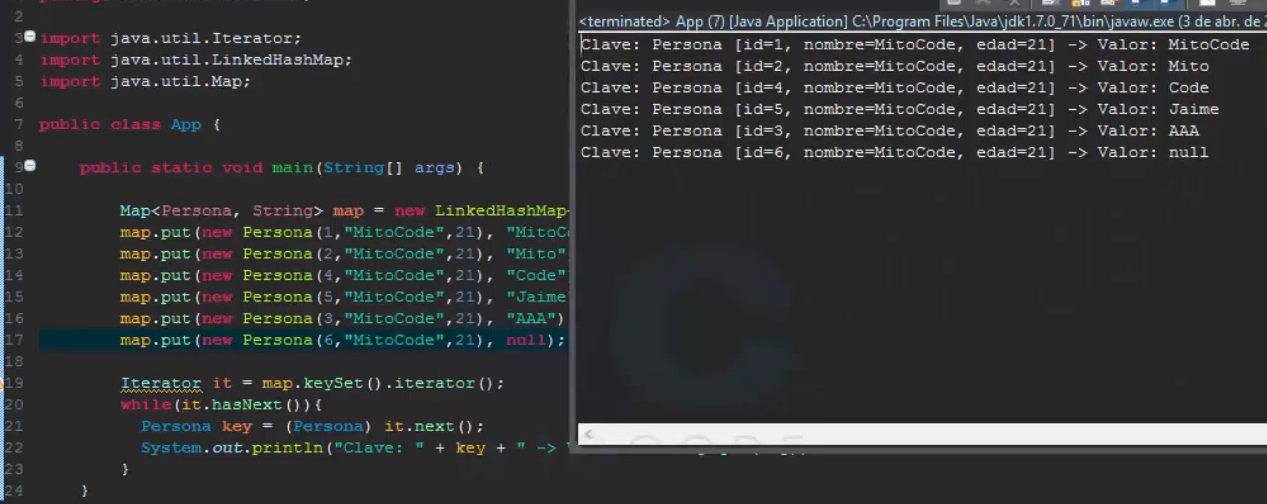 2
3 import java.util.Iterator;
4 import java.util.LinkedHashMap;
5 import java.util.Map;
6
7 public class App {
8
9 public static void main(String[] args) {
10
11 Map<Persona, String> map = new LinkedHashMap
12 map.put(new Persona(1,"MitoCode",21), "MitoC
13 map.put(new Persona(2,"MitoCode",21), "Mito"
14 map.put(new Persona(4,"MitoCode",21), "Code"
15 map.put(new Persona(5,"MitoCode",21), "Jaime
16 map.put(new Persona(3,"MitoCode",21), "AAA")
17 map.put(new Persona(6,"MitoCode",21), null);
18
19 Iterator it = map.keySet().iterator();
20 while(it.hasNext()){
21 Persona key = (Persona) it.next();
22 System.out.println("Clave: " + key + " ->
23 }
24 }
<terminated> App (7) [Java Application] C:\Program Files\Java\jdk1.7.0_71\bin\javaw.exe (3 de abr. de
Clave: Persona [id=1, nombre=MitoCode, edad=21] -> Valor: MitoCode
Clave: Persona [id=2, nombre=MitoCode, edad=21] -> Valor: Mito
Clave: Persona [id=4, nombre=MitoCode, edad=21] -> Valor: Code
Clave: Persona [id=5, nombre=MitoCode, edad=21] -> Valor: Jaime
Clave: Persona [id=3, nombre=MitoCode, edad=21] -> Valor: AAA
Clave: Persona [id=6, nombre=MitoCode, edad=21] -> Valor: null